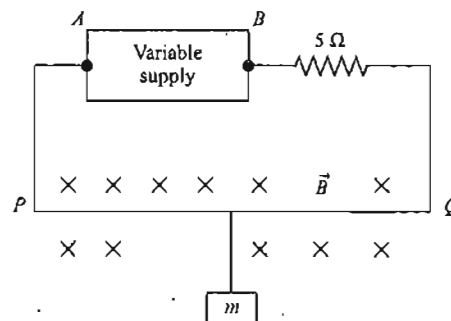 A B
Variable
supply
5 Ω
× × × × × B⃗ ×
P Q
× × × × ×
m